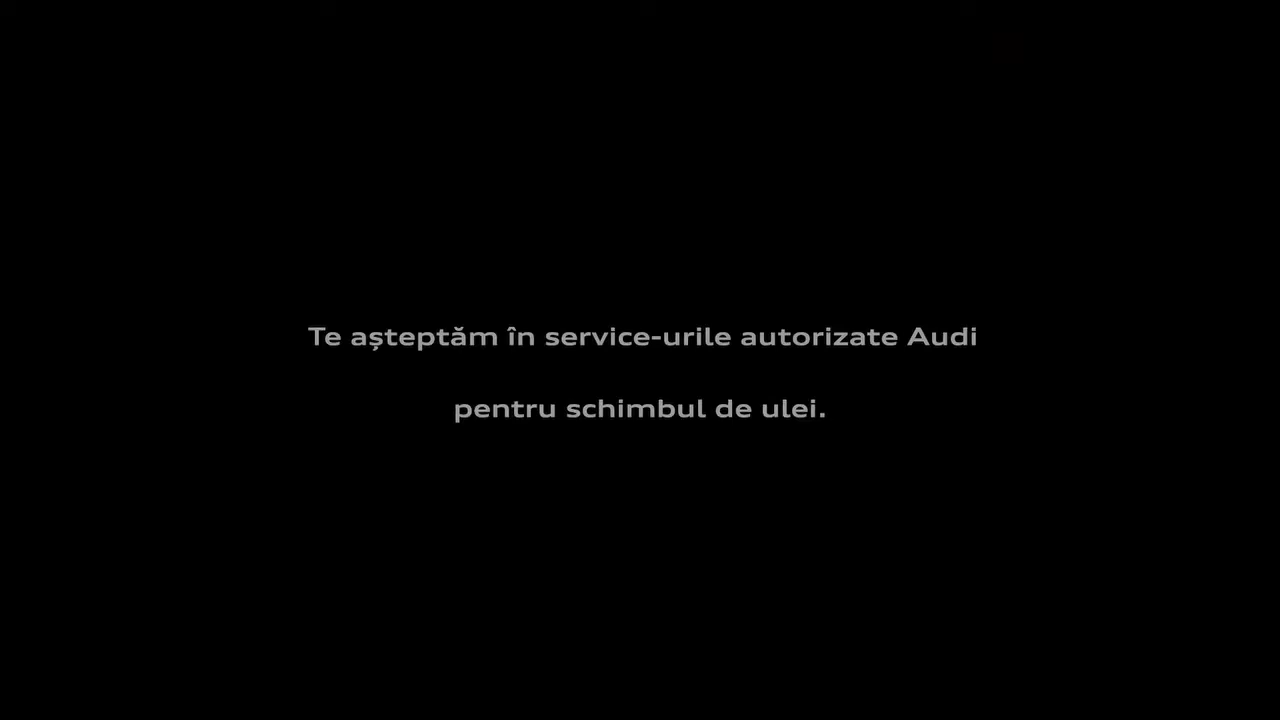 Te așteptăm în service-urile autorizate Audi
pentru schimbul de ulei.